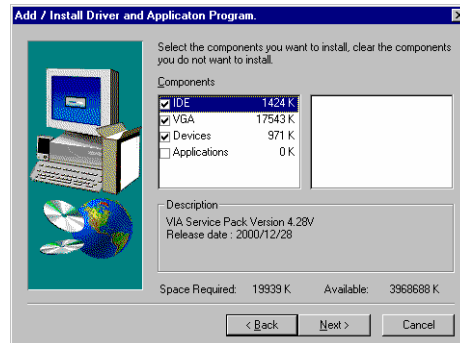 Add / Install Driver and Applicaton Program.
Select the components you want to install, clear the components
you do not want to install.
Components
IDE 1424 K
VGA 17543 K
Devices 971 K
Applications 0 K
Description
VIA Service Pack Version 4.28V
Release date : 2000/12/28
Space Required: 19939 K Available: 3968688 K
< Back Next > Cancel